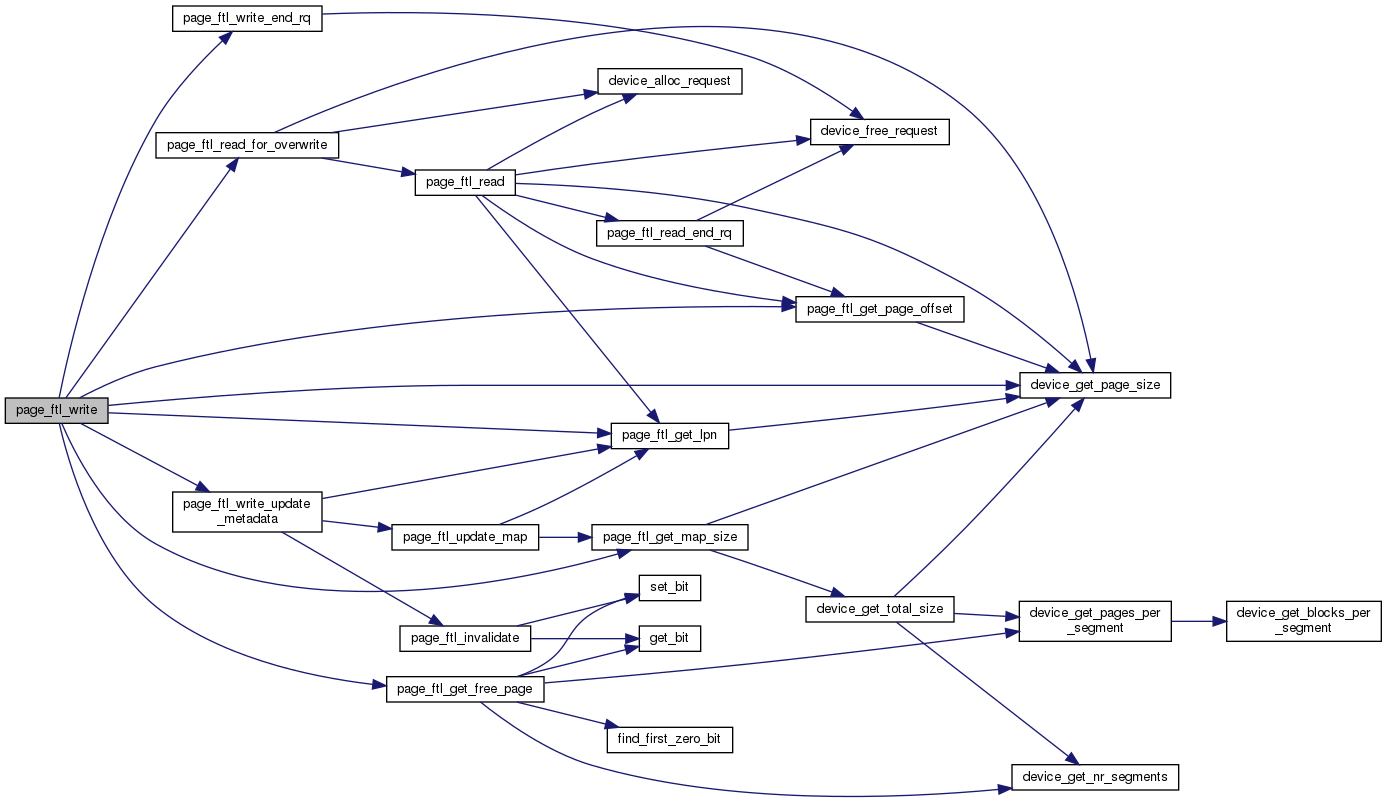 page_ftl_write_end_rq
device_alloc_request
device_free_request
page_ftl_read_for_overwrite
page_ftl_read
page_ftl_read_end_rq
page_ftl_get_page_offset
device_get_page_size
page_ftl_write
page_ftl_get_lpn
page_ftl_write_update
_metadata
page_ftl_update_map
page_ftl_get_map_size
set_bit
device_get_total_size
device_get_pages_per
_segment
device_get_blocks_per
_segment
page_ftl_invalidate
get_bit
page_ftl_get_free_page
find_first_zero_bit
device_get_nr_segments